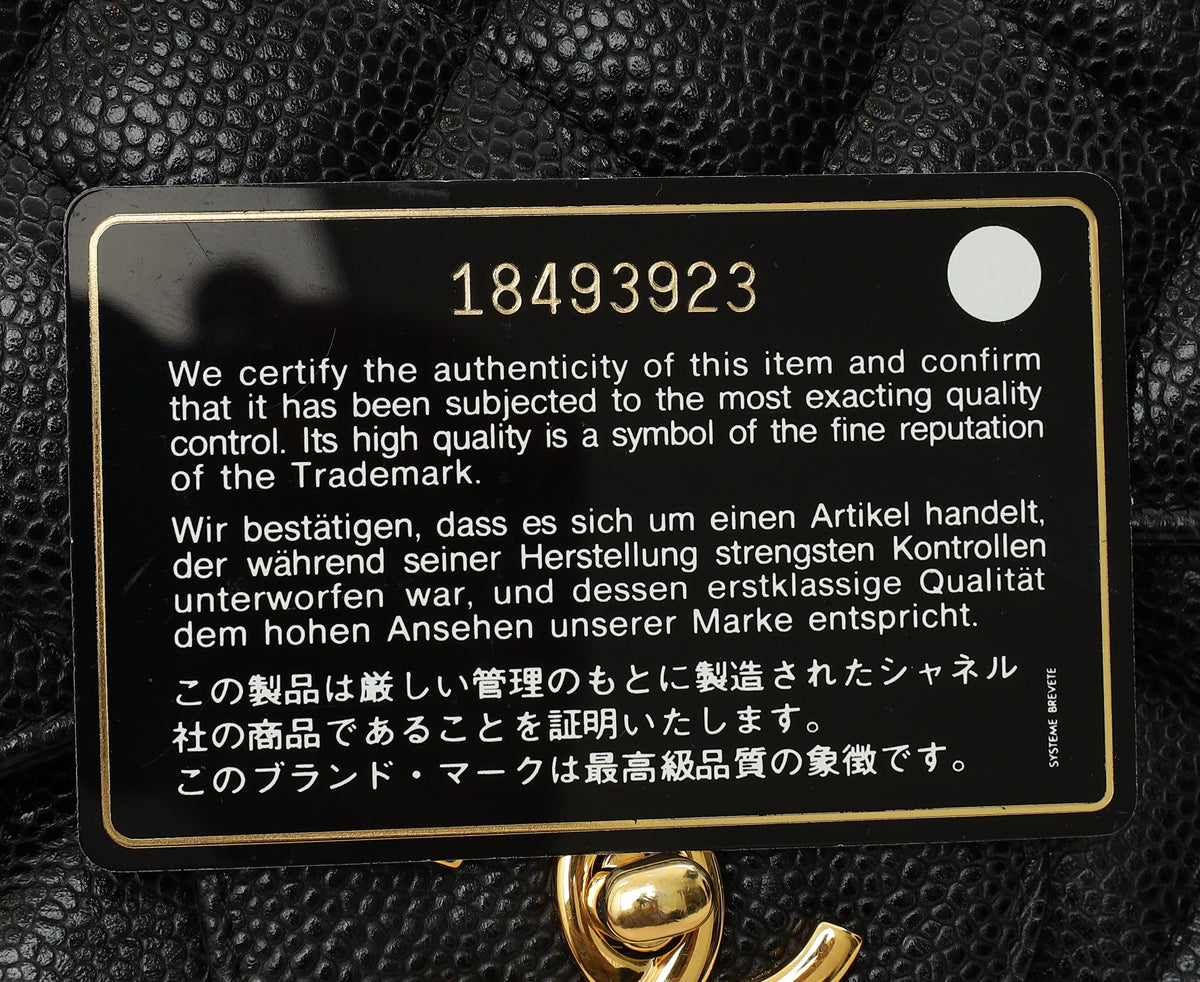 18493923
We certify the authenticity of this item and confirm
that it has been subjected to the most exacting quality
control. Its high quality is a symbol of the fine reputation
of the Trademark.
Wir bestätigen, dass es sich um einen Artikel handelt,
der während seiner Herstellung strengsten Kontrollen
unterworfen war, und dessen erstklassige Qualität
dem hohen Ansehen unserer Marke entspricht.
この製品は厳しい管理のもとに製造されたシャネル
社の商品であることを証明いたします。
このブランド・マークは最高級品質の象徴です。
SYSTEME BREVETE